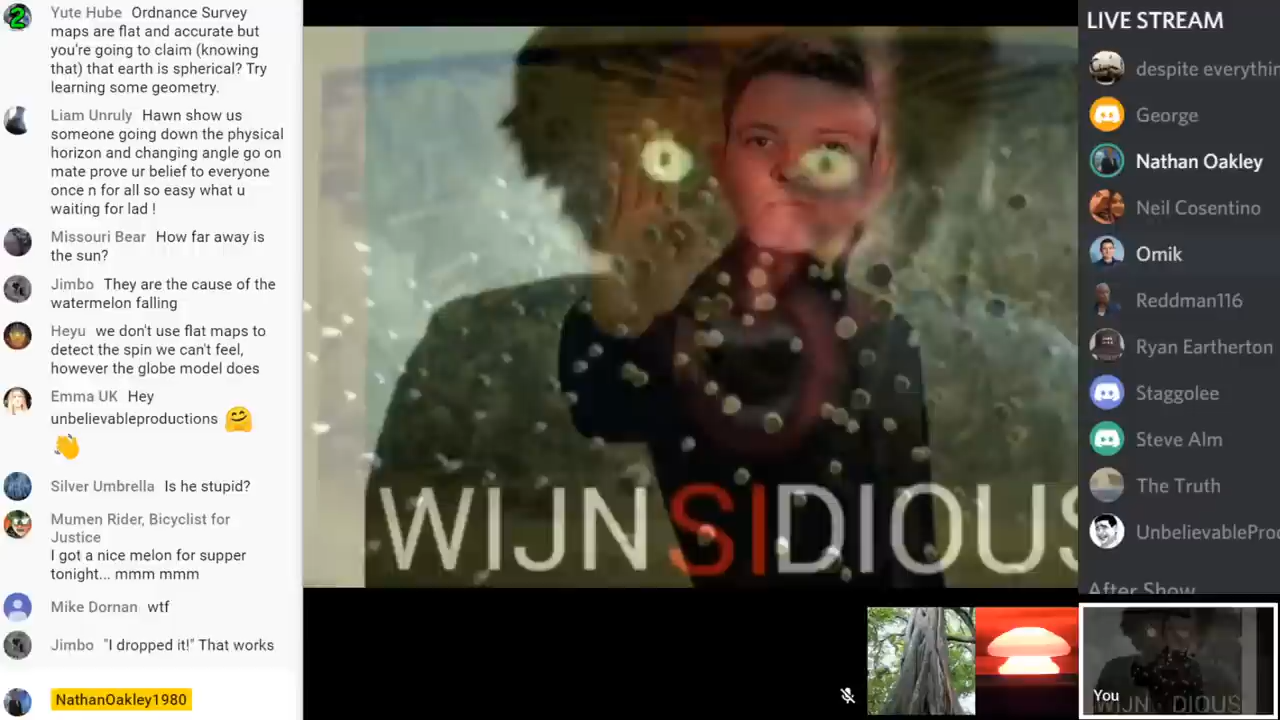 Yute Hube Ordnance Survey
maps are flat and accurate but
you're going to claim (knowing
that) that earth is spherical? Try
learning some geometry.
Liam Unruly Hawn show us
someone going down the physical
horizon and changing angle go on
mate prove ur belief to everyone
once n for all so easy what u
waiting for lad !
Missouri Bear How far away is
the sun?
Jimbo They are the cause of the
watermelon falling
Heyu we don't use flat maps to
detect the spin we can't feel,
however the globe model does
Emma UK Hey
unbelievableproductions
Silver Umbrella Is he stupid?
Mumen Rider, Bicyclist for
Justice
I got a nice melon for supper
tonight... mmm mmm
Mike Dornan wtf
Jimbo "I dropped it!" That works
NathanOakley1980
2
WIJNSIDIOUS
You
WIJNSIDIOUS
LIVE STREAM
despite everythin
George
Nathan Oakley
Neil Cosentino
Omik
Reddman116
Ryan Eartherton
Staggolee
Steve Alm
The Truth
UnbelievablePro
After Show